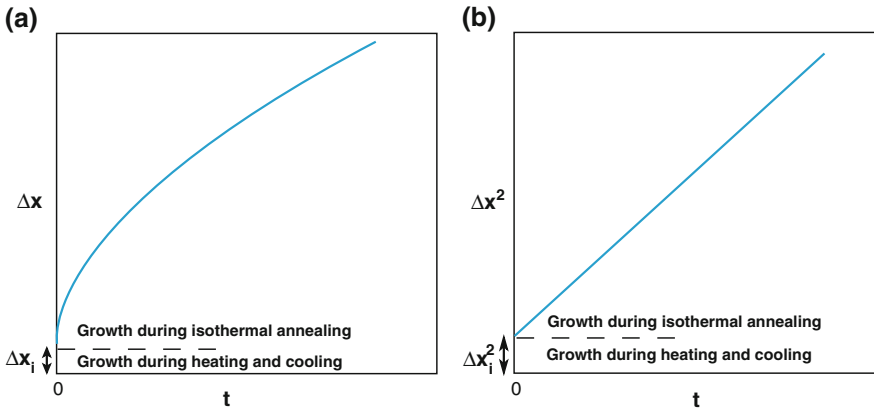 (a)
Δx
Growth during isothermal annealing
Δxᵢ
Growth during heating and cooling
0
t
(b)
Δx²
Growth during isothermal annealing
Δxᵢ²
Growth during heating and cooling
0
t